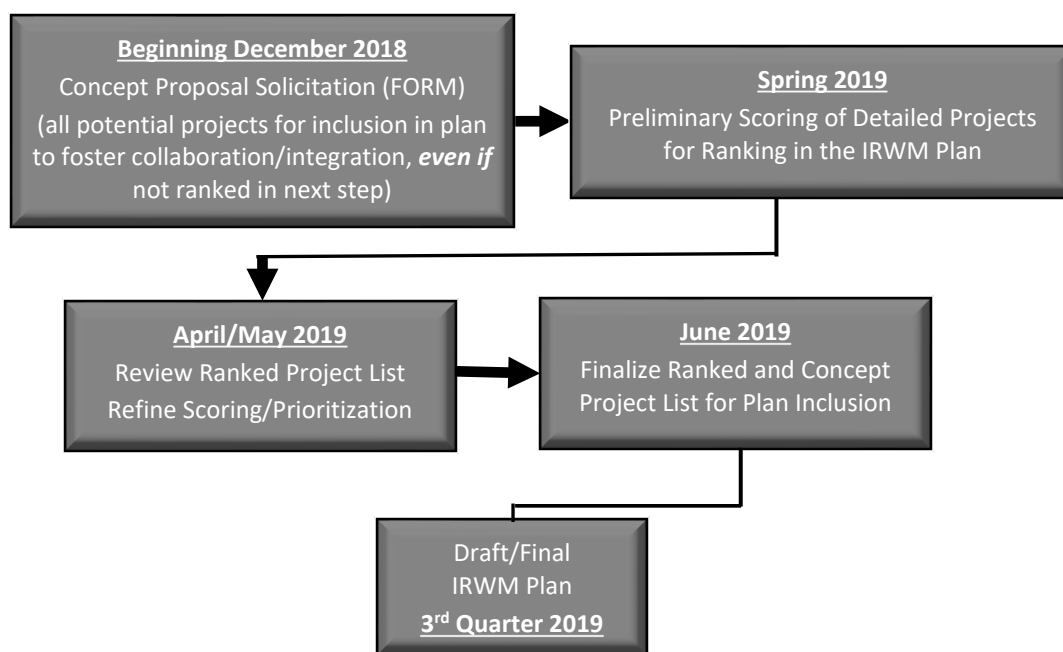 Beginning December 2018
Concept Proposal Solicitation (FORM)
(all potential projects for inclusion in plan
to foster collaboration/integration, even if
not ranked in next step)
Spring 2019
Preliminary Scoring of Detailed Projects
for Ranking in the IRWM Plan
April/May 2019
Review Ranked Project List
Refine Scoring/Prioritization
June 2019
Finalize Ranked and Concept
Project List for Plan Inclusion
Draft/Final
IRWM Plan
3rd Quarter 2019